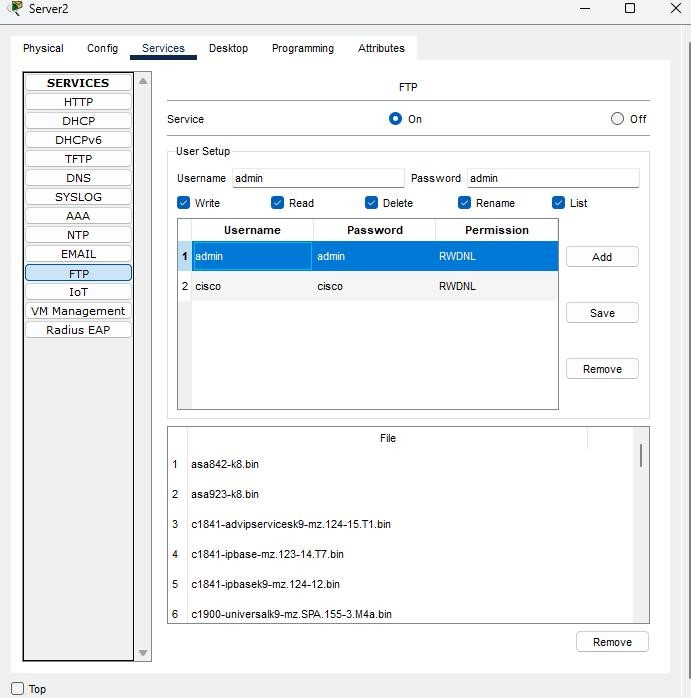 Server2
Physical Config Services Desktop Programming Attributes
SERVICES
HTTP
DHCP
DHCPv6
TFTP
DNS
SYSLOG
AAA
NTP
EMAIL
FTP
IoT
VM Management
Radius EAP
FTP
Service On Off
User Setup
Username admin Password admin
Write Read Delete Rename List
Username Password Permission
1 admin admin RWDNL
2 cisco cisco RWDNL
Add
Save
Remove
File
1 asa842-k8.bin
2 asa923-k8.bin
3 c1841-advipservicesk9-mz.124-15.T1.bin
4 c1841-ipbase-mz.123-14.T7.bin
5 c1841-ipbasek9-mz.124-12.bin
6 c1900-universalk9-mz.SPA.155-3.M4a.bin
Remove
Top